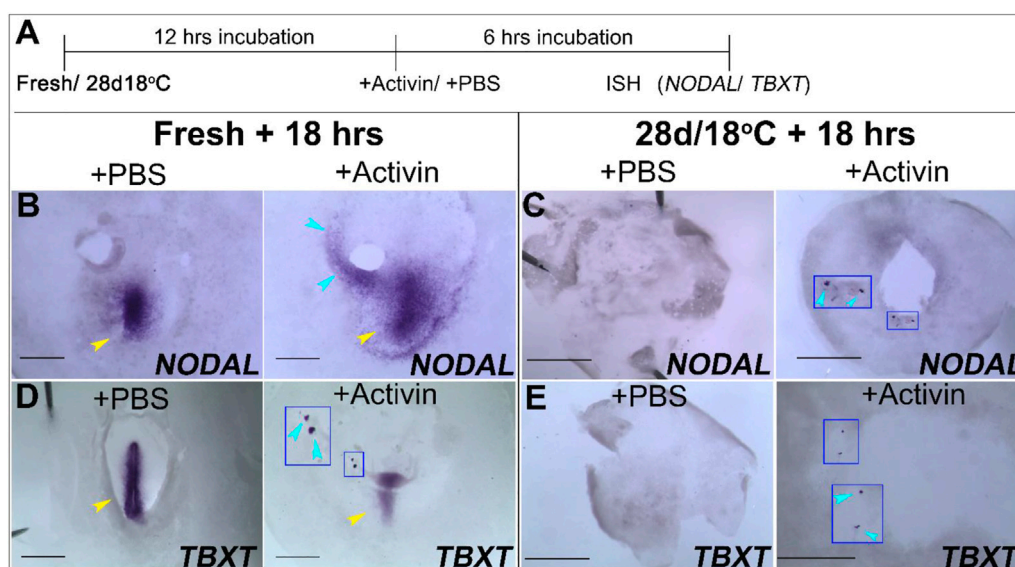 A
12 hrs incubation 6 hrs incubation
Fresh/ 28d18°C +Activin/ +PBS ISH (NODAL/ TBXT)
Fresh + 18 hrs 28d/18°C + 18 hrs
+PBS +Activin +PBS +Activin
B C
NODAL NODAL NODAL NODAL
D +PBS +Activin E +PBS +Activin
TBXT TBXT TBXT TBXT